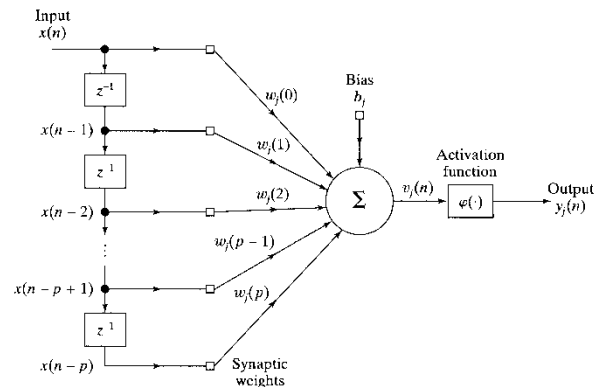 Input
x(n)
z⁻¹
w_j(0)
Bias
b_j
x(n − 1)
w_j(1)
Activation
function
z⁻¹
w_j(2)
Σ
v_j(n)
φ(·)
Output
y_j(n)
x(n − 2)
w_j(p − 1)
x(n − p + 1)
w_j(p)
z⁻¹
x(n − p)
Synaptic
weights